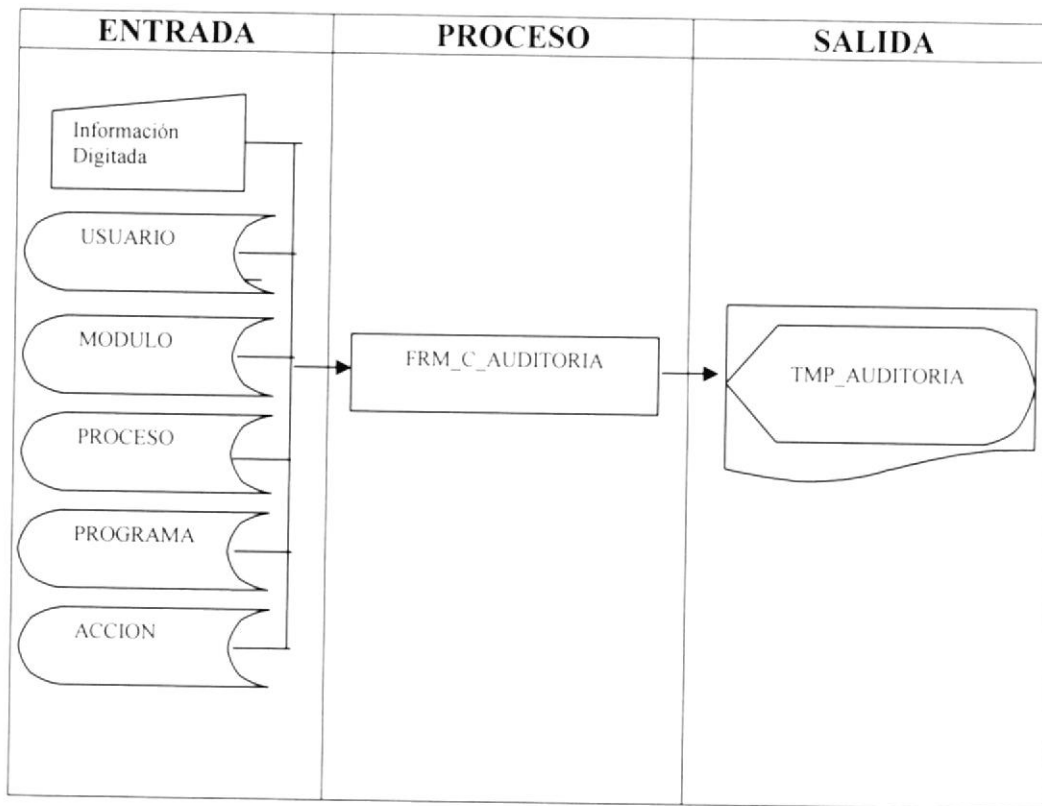 ENTRADA
PROCESO
SALIDA
Información
Digitada
USUARIO
MODULO
PROCESO
PROGRAMA
ACCION
FRM_C_AUDITORIA
TMP_AUDITORIA